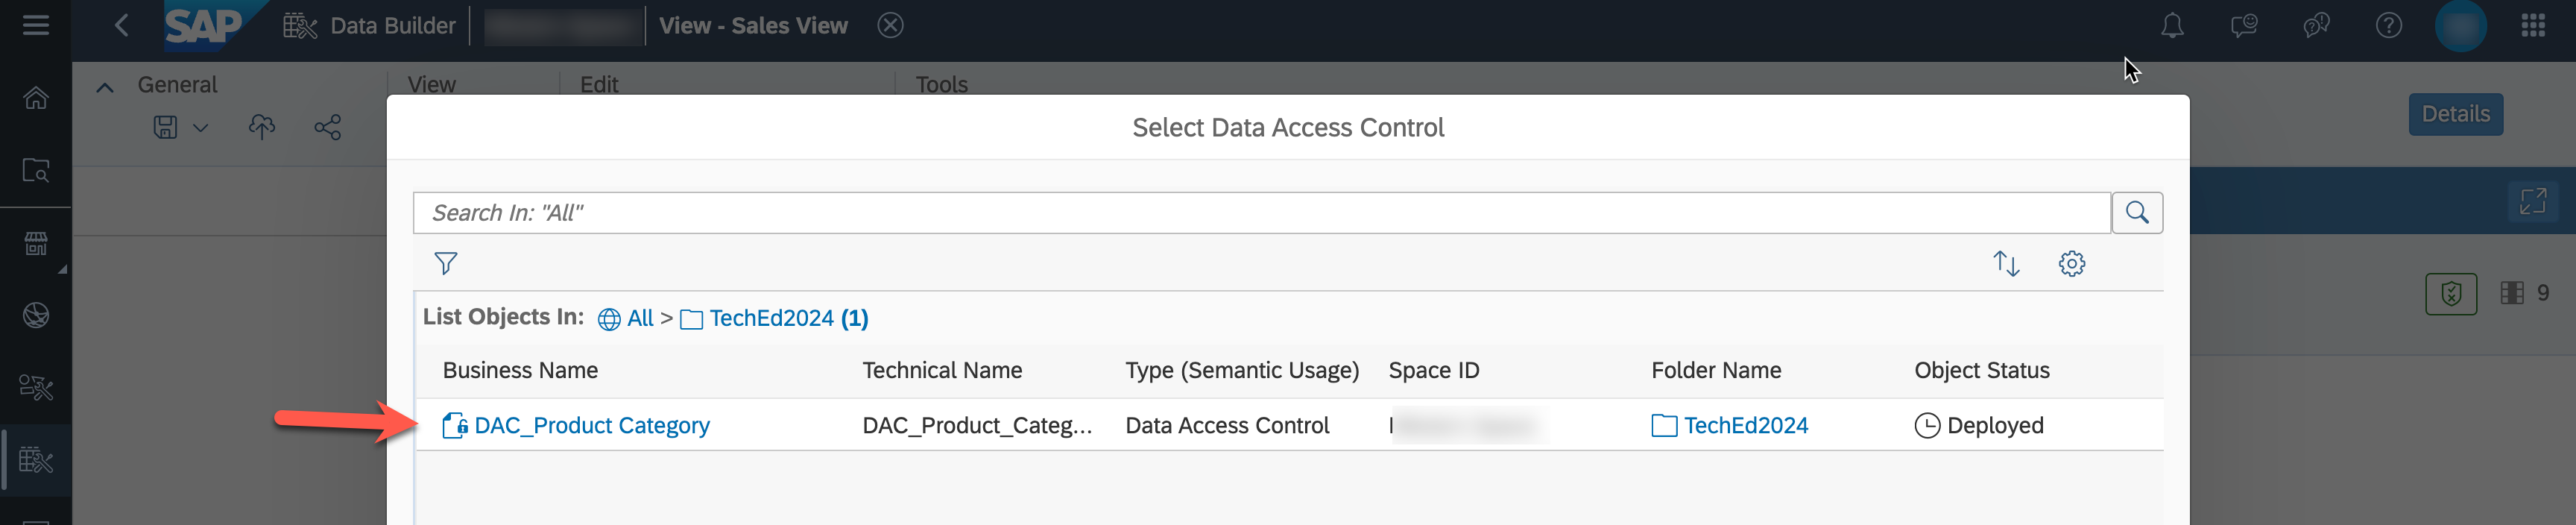 SAP Data Builder View - Sales View
General View Edit Tools
Details
Select Data Access Control
Search In: "All"
List Objects In: All > TechEd2024 (1)
9
Business Name Technical Name Type (Semantic Usage) Space ID Folder Name Object Status
DAC_Product Category DAC_Product_Categ... Data Access Control TechEd2024 Deployed